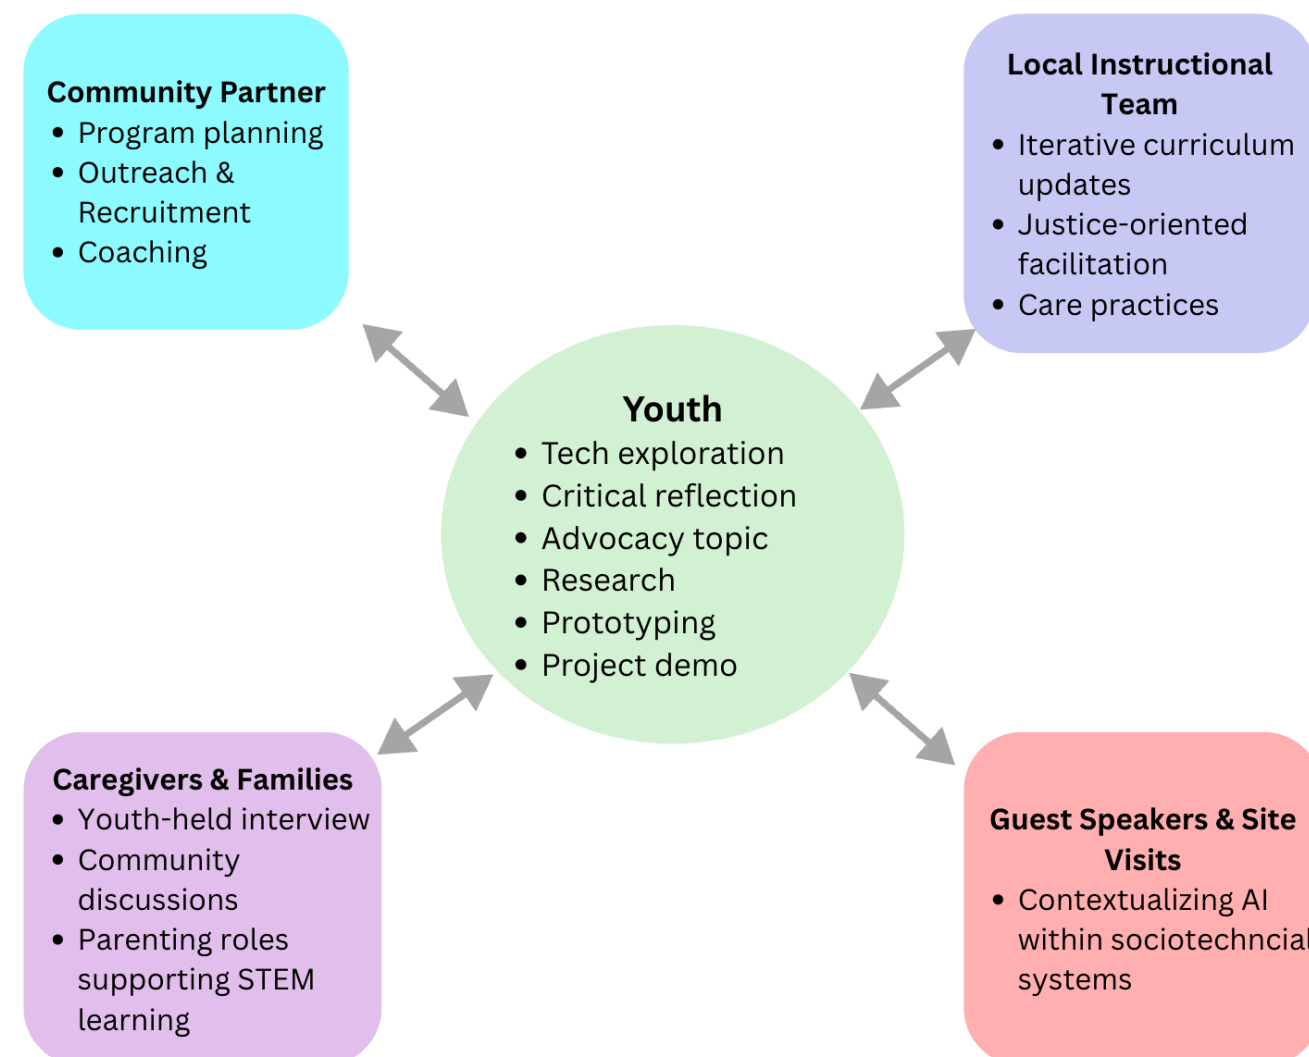 Community Partner
• Program planning
• Outreach &
Recruitment
• Coaching
Local Instructional
Team
• Iterative curriculum
updates
• Justice-oriented
facilitation
• Care practices
Youth
• Tech exploration
• Critical reflection
• Advocacy topic
• Research
• Prototyping
• Project demo
Caregivers & Families
• Youth-held interview
• Community
discussions
• Parenting roles
supporting STEM
learning
Guest Speakers & Site
Visits
• Contextualizing AI
within sociotechncial
systems